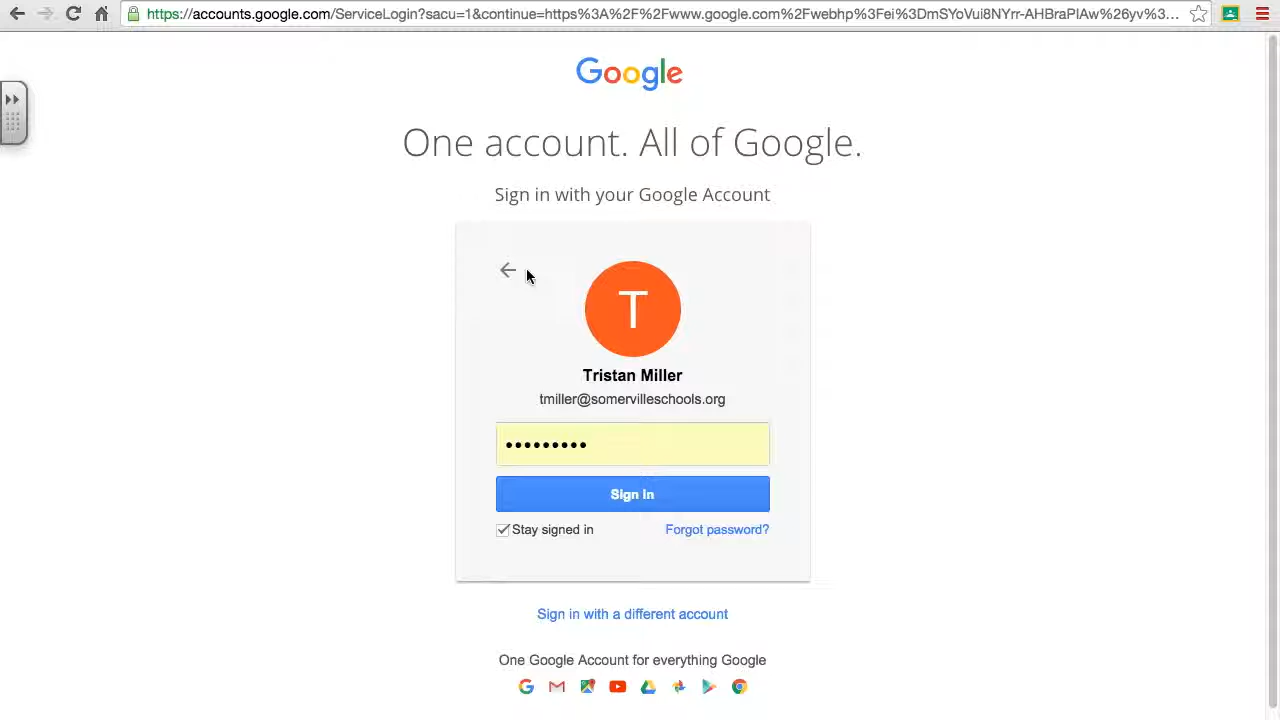 https://accounts.google.com/ServiceLogin?sacu=1&continue=https%3A%2F%2Fwww.google.com%2Fwebhp%3Fei%3DmSYoVui8NYrr-AHBraPIAw%26yv%3...
Google
One account. All of Google.
Sign in with your Google Account
T
Tristan Miller
tmiller@somervilleschools.org
•••••••••
Sign in
Stay signed in
Forgot password?
Sign in with a different account
One Google Account for everything Google